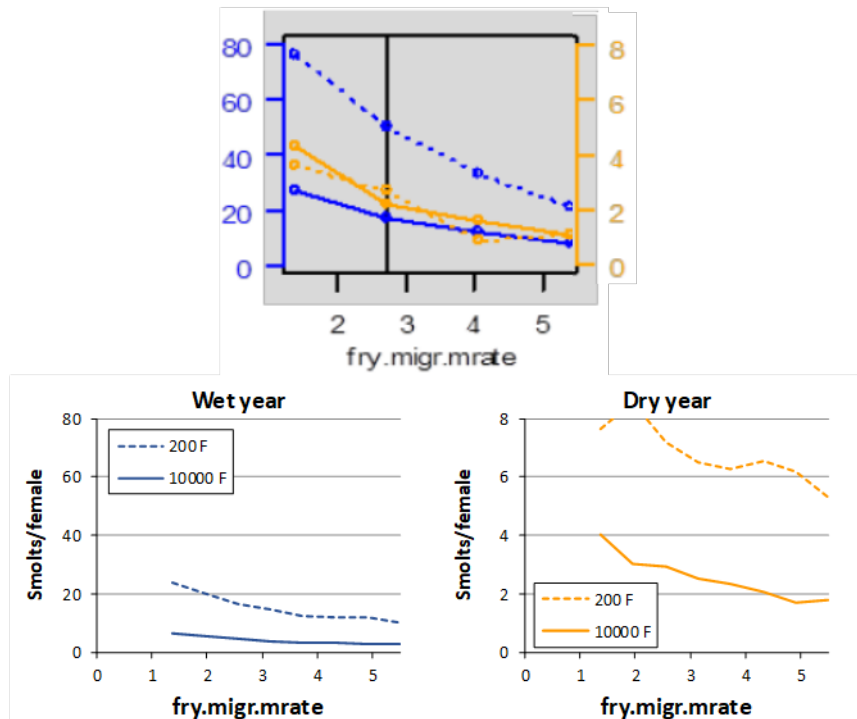 80 8
60 6
40 4
20 2
0 0
2 3 4 5
fry.migr.mrate
Wet year
80
60
40
20
0
200 F
10000 F
Smolts/female
0 1 2 3 4 5
fry.migr.mrate
Dry year
8
6
4
2
0
200 F
10000 F
Smolts/female
0 1 2 3 4 5
fry.migr.mrate